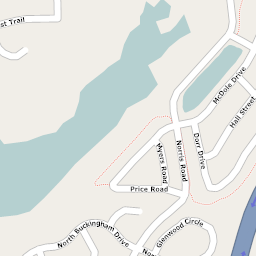 st Trail
McDole Drive
Hall Street
Dorr Drive
Norris Road
Myers Road
Price Road
Glenwood Circle
North Buckingham Drive
No